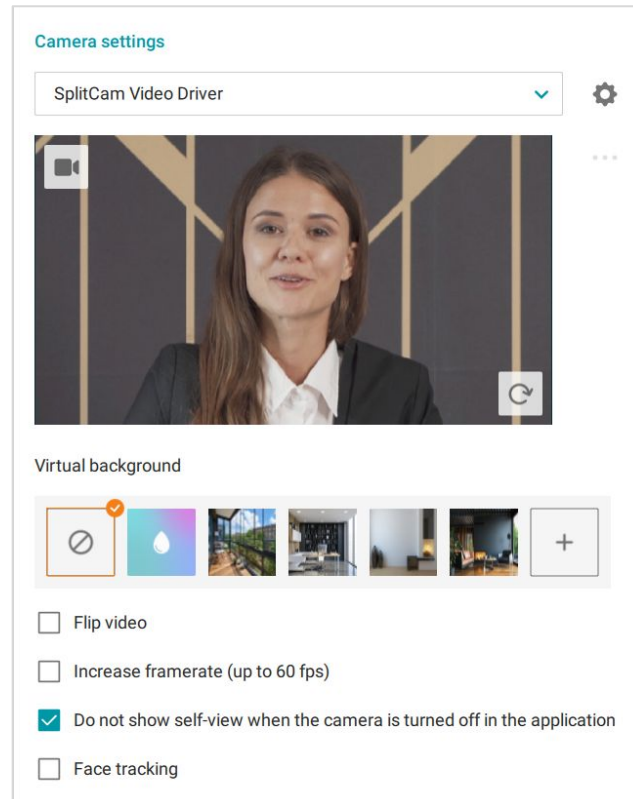 Camera settings
SplitCam Video Driver
Virtual background
Flip video
Increase framerate (up to 60 fps)
Do not show self-view when the camera is turned off in the application
Face tracking